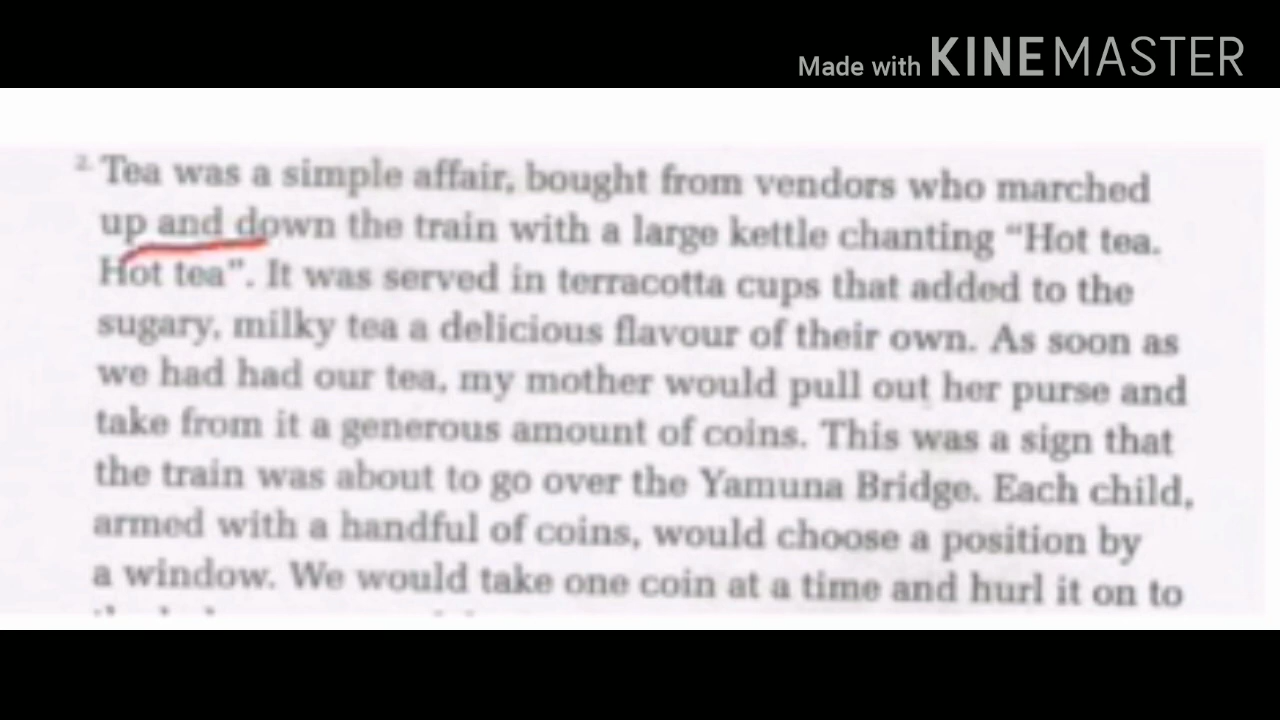 Made with KINEMASTER
2. Tea was a simple affair, bought from vendors who marched
up and down the train with a large kettle chanting “Hot tea.
Hot tea”. It was served in terracotta cups that added to the
sugary, milky tea a delicious flavour of their own. As soon as
we had had our tea, my mother would pull out her purse and
take from it a generous amount of coins. This was a sign that
the train was about to go over the Yamuna Bridge. Each child,
armed with a handful of coins, would choose a position by
a window. We would take one coin at a time and hurl it on to